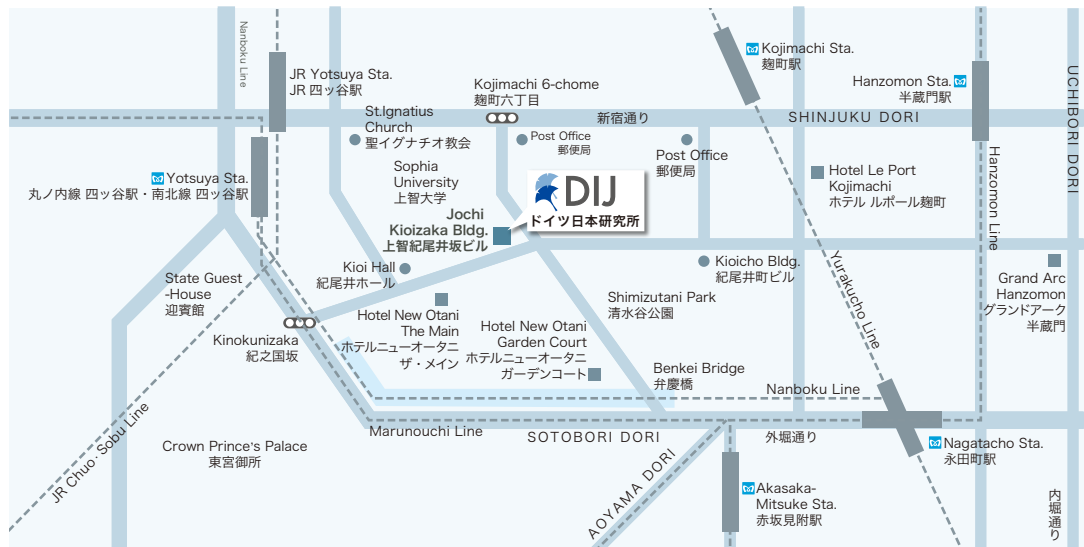 Nanboku Line
JR Yotsuya Sta.
JR 四ッ谷駅
Kojimachi 6-chome
麹町六丁目
Kojimachi Sta.
麹町駅
Hanzomon Sta.
半蔵門駅
UCHIBORI DORI
St.Ignatius
Church
聖イグナチオ教会
新宿通り
SHINJUKU DORI
Post Office
郵便局
Post Office
郵便局
Sophia
University
上智大学
Hotel Le Port
Kojimachi
ホテル ルポール麹町
Hanzomon Line
Yotsuya Sta.
丸ノ内線 四ッ谷駅・南北線 四ッ谷駅
DIJ
ドイツ日本研究所
Jochi
Kioizaka Bldg.
上智紀尾井坂ビル
Kioi Hall
紀尾井ホール
Kioicho Bldg.
紀尾井町ビル
Yurakucho Line
Grand Arc
Hanzomon
グランドアーク
半蔵門
State Guest
-House
迎賓館
Shimizutani Park
清水谷公園
Hotel New Otani
The Main
ホテルニューオータニ
ザ・メイン
Hotel New Otani
Garden Court
ホテルニューオータニ
ガーデンコート
Kinokunizaka
紀之国坂
Benkei Bridge
弁慶橋
Nanboku Line
JR Chuo·Sobu Line
Marunouchi Line
SOTOBORI DORI
外堀通り
Crown Prince's Palace
東宮御所
Nagatacho Sta.
永田町駅
AOYAMA DORI
Akasaka-
Mitsuke Sta.
赤坂見附駅
内堀通り